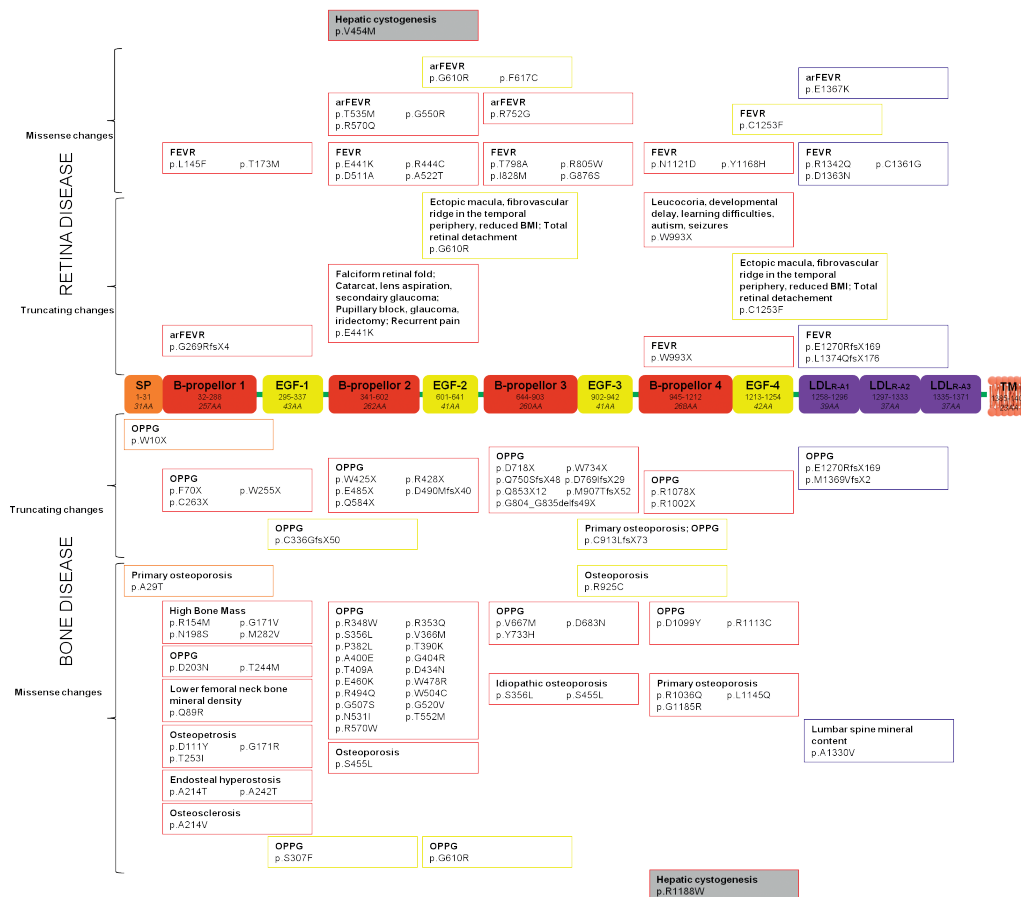 Hepatic cystogenesis
p.V454M
arFEVR
p.G610R p.F617C
arFEVR
p.E1367K
arFEVR
p.T535M p.G550R
p.R570Q
arFEVR
p.R752G
FEVR
p.C1253F
Missense changes
FEVR
p.L145F p.T173M
FEVR
p.E441K p.R444C
p.D511A p.A522T
FEVR
p.T798A p.R805W
p.I828M p.G876S
FEVR
p.N1121D p.Y1168H
FEVR
p.R1342Q p.C1361G
p.D1363N
RETINA DISEASE
Ectopic macula, fibrovascular
ridge in the temporal
periphery, reduced BMI; Total
retinal detachment
p.G610R
Leucocoria, developmental
delay, learning difficulties,
autism, seizures
p.W993X
Ectopic macula, fibrovascular
ridge in the temporal
periphery, reduced BMI; Total
retinal detachement
p.C1253F
Falciform retinal fold;
Catarcat, lens aspiration,
secondairy glaucoma;
Pupillary block, glaucoma,
iridectomy; Recurrent pain
p.E441K
Truncating changes
arFEVR
p.G269RfsX4
FEVR
p.W993X
FEVR
p.E1270RfsX169
p.L1374QfsX176
SP
1-31
31AA
B-propellor 1
32-288
257AA
EGF-1
295-337
43AA
B-propellor 2
341-602
262AA
EGF-2
601-641
41AA
B-propellor 3
644-903
260AA
EGF-3
902-942
41AA
B-propellor 4
945-1212
268AA
EGF-4
1213-1254
42AA
LDLR-A1
1258-1296
39AA
LDLR-A2
1297-1333
37AA
LDLR-A3
1335-1371
37AA
TM
OPPG
p.W10X
OPPG
p.F70X p.W255X
p.C263X
OPPG
p.W425X p.R428X
p.E485X p.D490MfsX40
p.Q584X
OPPG
p.D718X p.W734X
p.Q750SfsX48 p.D769IfsX29
p.Q853X12 p.M907TfsX52
p.G804_G835delfs49X
OPPG
p.R1078X
p.R1002X
OPPG
p.E1270RfsX169
p.M1369VfsX2
Truncating changes
OPPG
p.C336GfsX50
Primary osteoporosis; OPPG
p.C913LfsX73
BONE DISEASE
Primary osteoporosis
p.A29T
Osteoporosis
p.R925C
High Bone Mass
p.R154M p.G171V
p.N198S p.M282V
OPPG
p.D203N p.T244M
Lower femoral neck bone
mineral density
p.Q89R
Osteopetrosis
p.D111Y p.G171R
p.T253I
Endosteal hyperostosis
p.A214T p.A242T
Osteosclerosis
p.A214V
OPPG
p.R348W p.R353Q
p.S356L p.V366M
p.P382L p.T390K
p.A400E p.G404R
p.T409A p.D434N
p.E460K p.W478R
p.R494Q p.W504C
p.G507S p.G520V
p.N531I p.T552M
p.R570W
Osteoporosis
p.S455L
OPPG
p.V667M p.D683N
p.Y733H
Idiopathic osteoporosis
p.S356L p.S455L
OPPG
p.D1099Y p.R1113C
Primary osteoporosis
p.R1036Q p.L1145Q
p.G1185R
Lumbar spine mineral
content
p.A1330V
Missense changes
OPPG
p.S307F
OPPG
p.G610R
Hepatic cystogenesis
p.R1188W